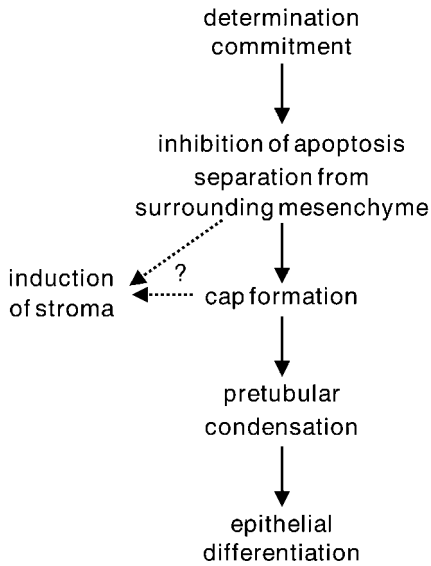 determination
commitment
inhibition of apoptosis
separation from
surrounding mesenchyme
?
induction
of stroma
cap formation
pretubular
condensation
epithelial
differentiation